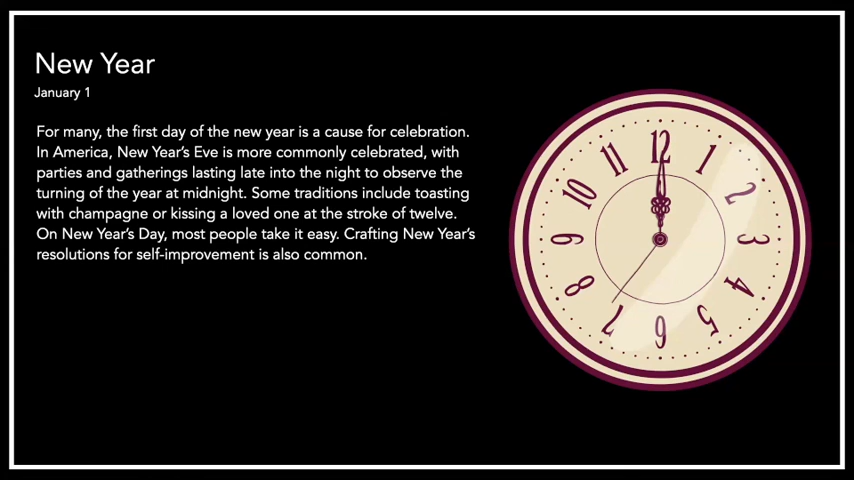 New Year
January 1
For many, the first day of the new year is a cause for celebration.
In America, New Year's Eve is more commonly celebrated, with
parties and gatherings lasting late into the night to observe the
turning of the year at midnight. Some traditions include toasting
with champagne or kissing a loved one at the stroke of twelve.
On New Year's Day, most people take it easy. Crafting New Year's
resolutions for self-improvement is also common.
12
1
2
3
4
5
6
7
8
9
10
11